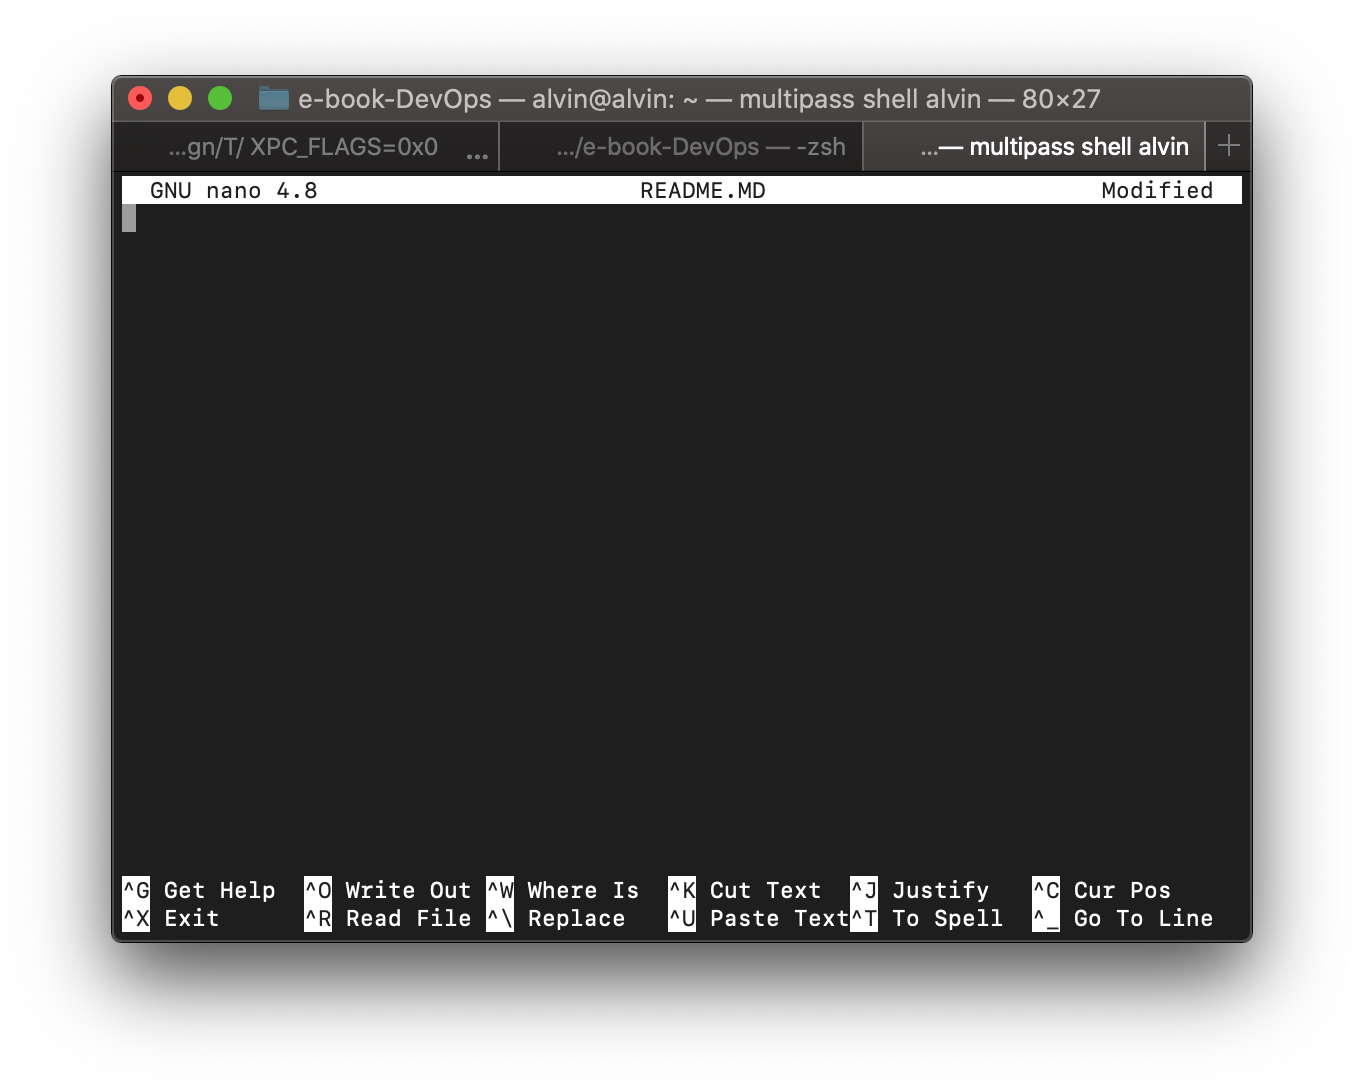 e-book-DevOps — alvin@alvin: ~ — multipass shell alvin — 80×27
...gn/T/ XPC_FLAGS=0x0 ... .../e-book-DevOps — -zsh ...— multipass shell alvin +
GNU nano 4.8 README.MD Modified
^G Get Help ^O Write Out ^W Where Is ^K Cut Text ^J Justify ^C Cur Pos
^X Exit ^R Read File ^\ Replace ^U Paste Text^T To Spell ^_ Go To Line